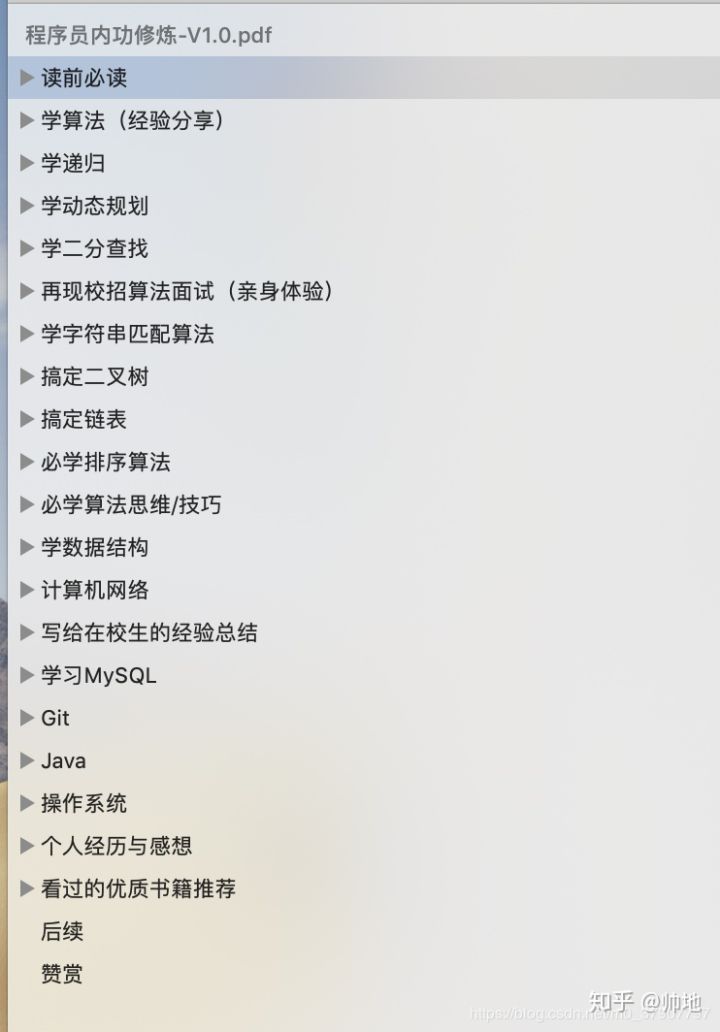 程序员内功修炼-V1.0.pdf
读前必读
学算法（经验分享）
学递归
学动态规划
学二分查找
再现校招算法面试（亲身体验）
学字符串匹配算法
搞定二叉树
搞定链表
必学排序算法
必学算法思维/技巧
学数据结构
计算机网络
写给在校生的经验总结
学习MySQL
Git
Java
操作系统
个人经历与感想
看过的优质书籍推荐
后续
赞赏
知乎 @帅地